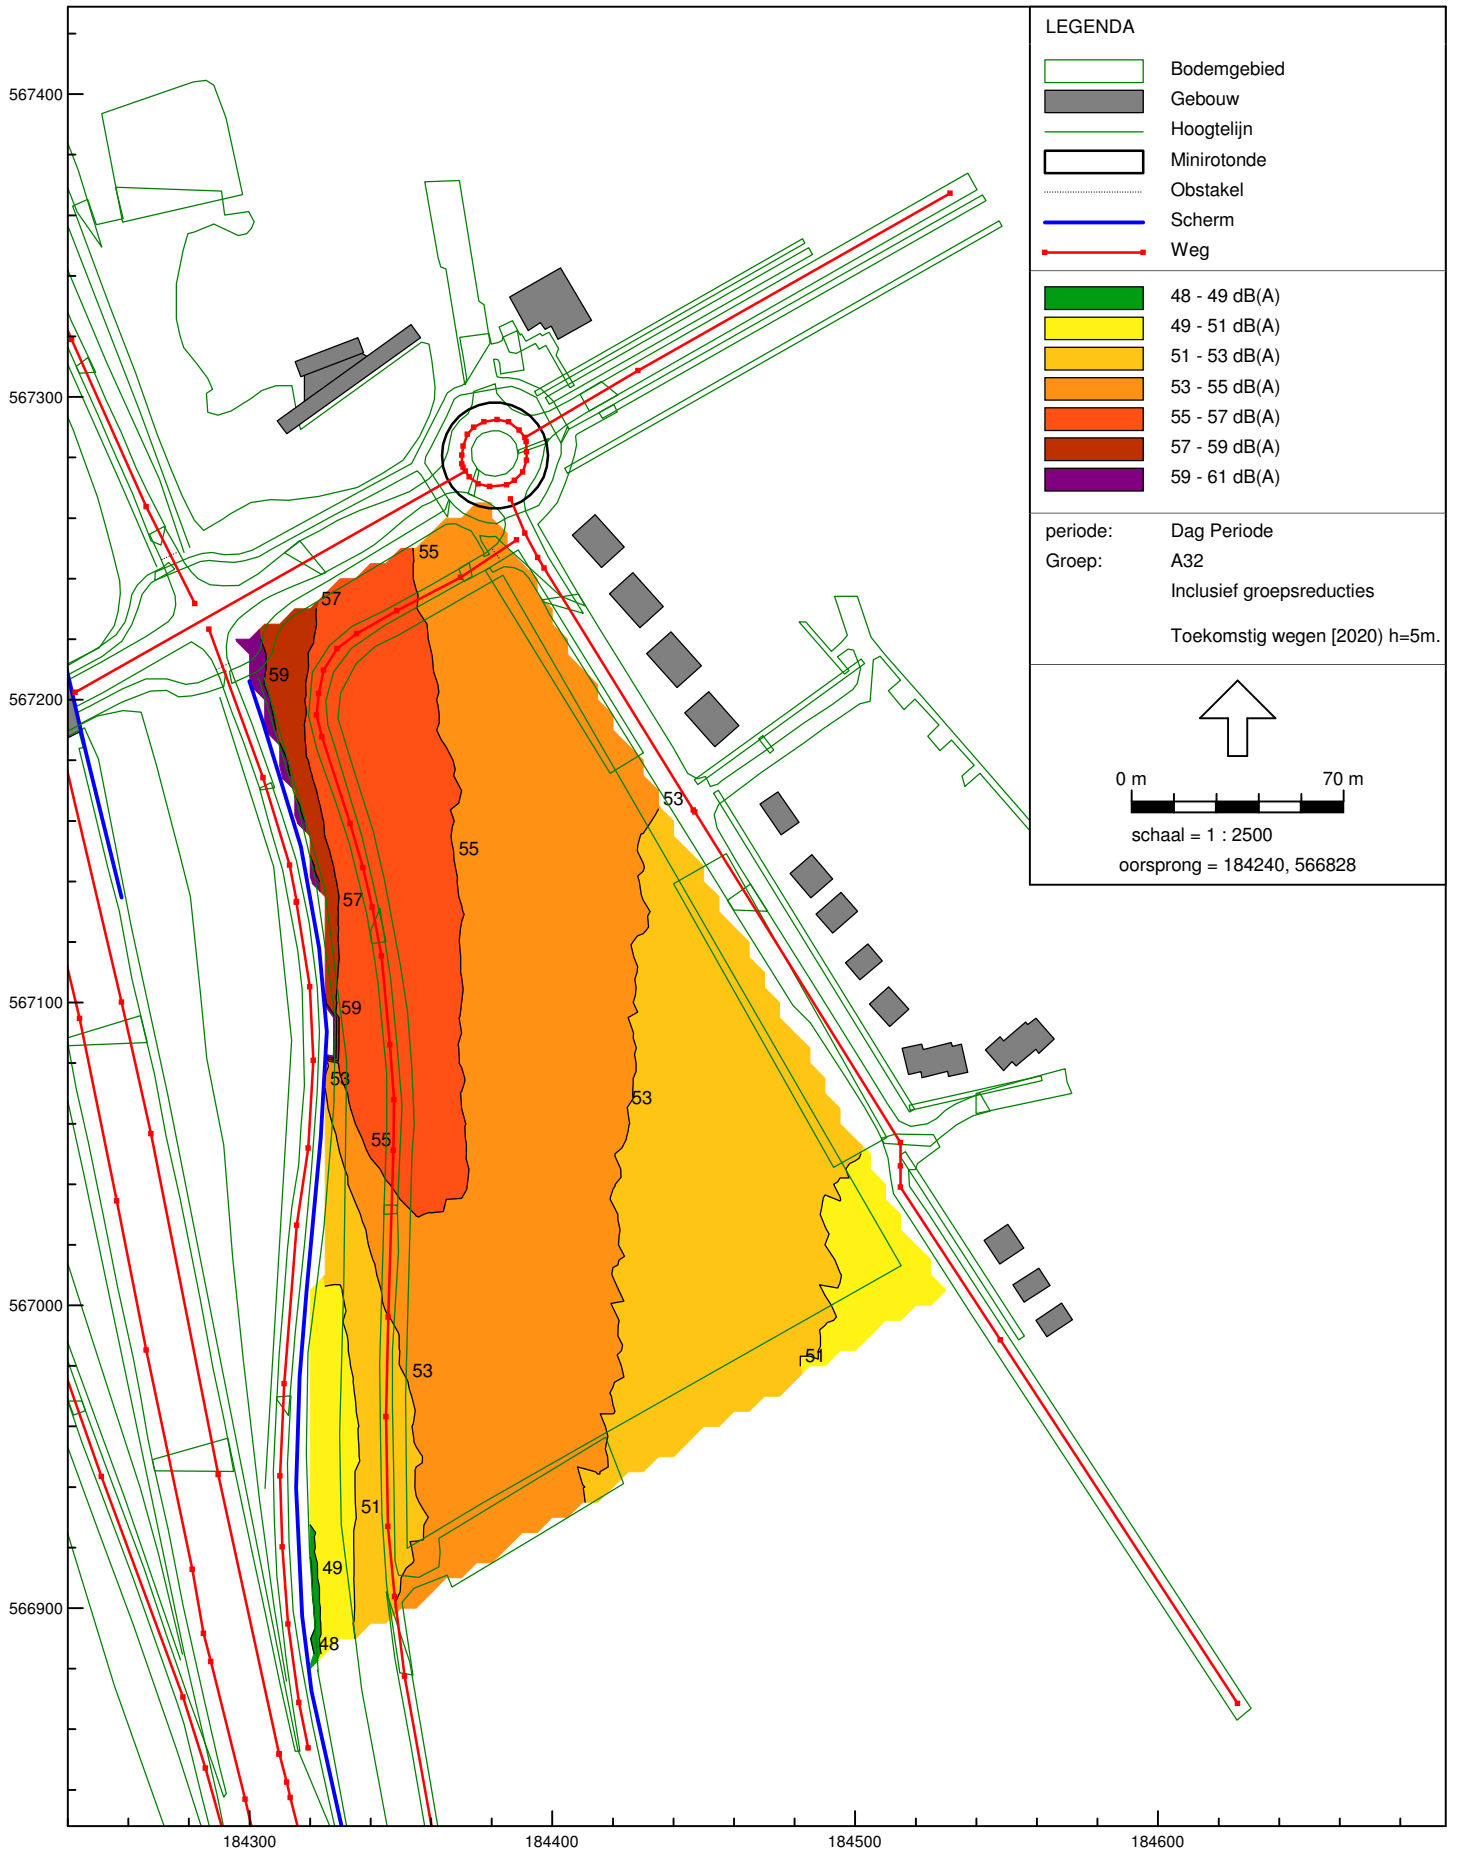 LEGENDA
Bodemgebied
Gebouw
Hoogtelijn
Minirotonde
Obstakel
Scherm
Weg
48 - 49 dB(A)
49 - 51 dB(A)
51 - 53 dB(A)
53 - 55 dB(A)
55 - 57 dB(A)
57 - 59 dB(A)
59 - 61 dB(A)
periode: Dag Periode
Groep: A32
Inclusief groepsreducties
Toekomstig wegen [2020) h=5m.
0 m 70 m
schaal = 1 : 2500
oorsprong = 184240, 566828
567400
567300
567200
567100
567000
566900
184300 184400 184500 184600
55
57
59
53
55
57
59
53
53
55
51
53
51
49
48